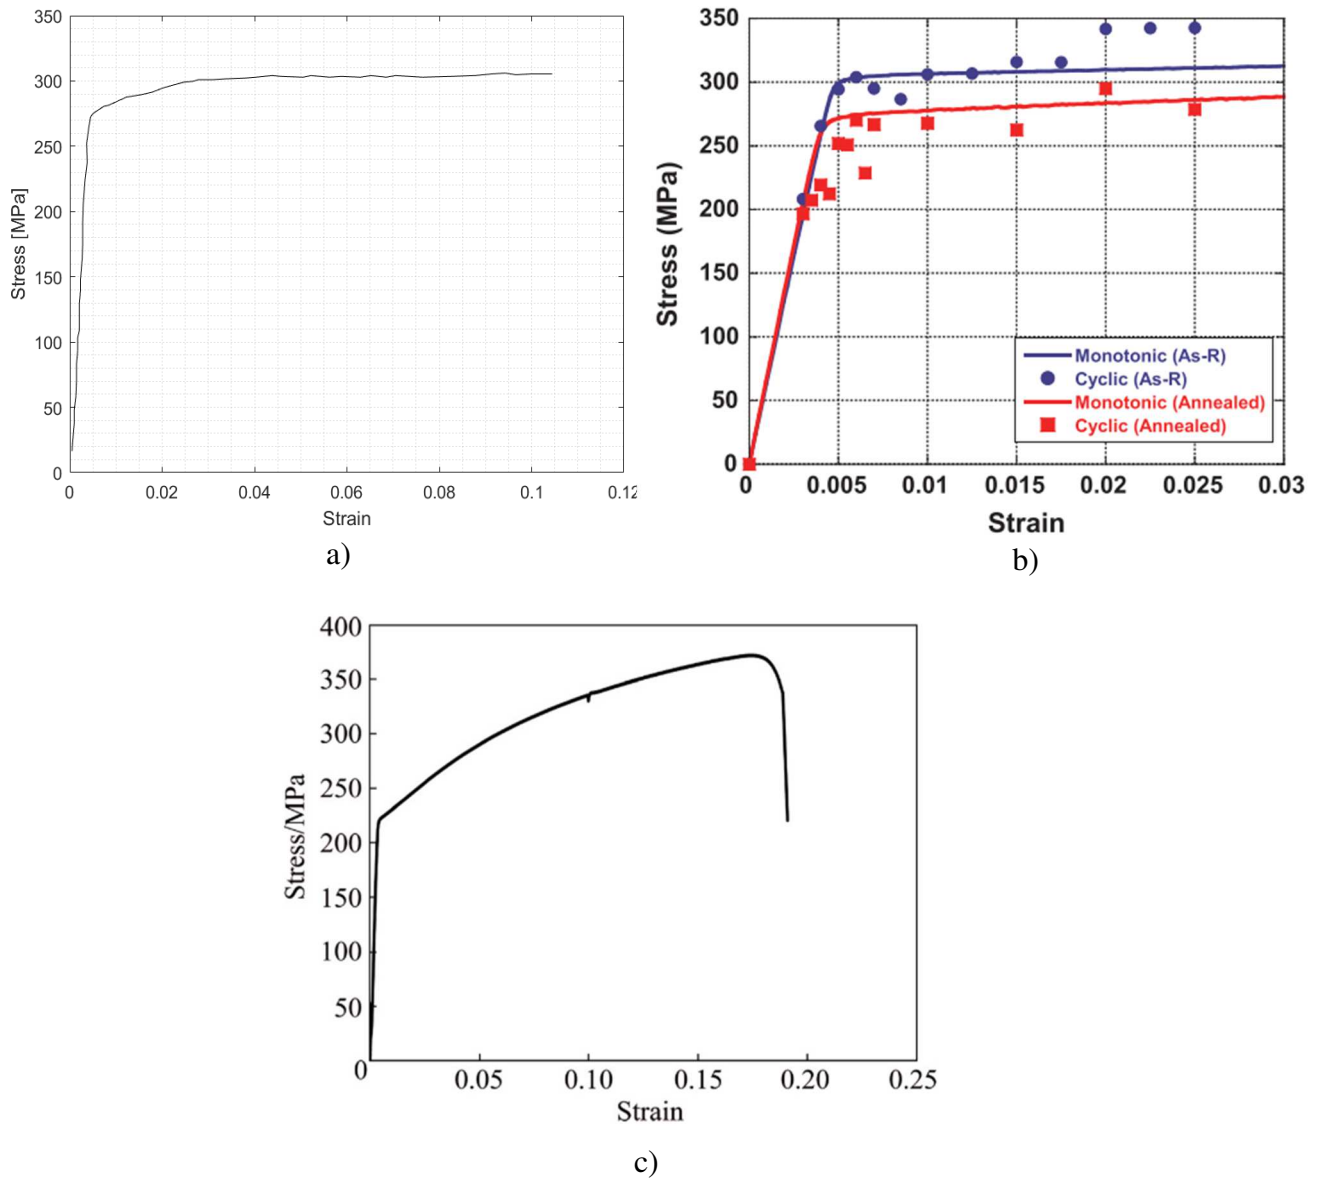 350
300
250
200
150
100
50
0
Stress [MPa]
0 0.02 0.04 0.06 0.08 0.1 0.12
Strain
a)
350
300
250
200
150
100
50
0
Stress (MPa)
Monotonic (As-R)
Cyclic (As-R)
Monotonic (Annealed)
Cyclic (Annealed)
0 0.005 0.01 0.015 0.02 0.025 0.03
Strain
b)
400
350
300
250
200
150
100
50
0
Stress/MPa
0.05 0.10 0.15 0.20 0.25
Strain
c)